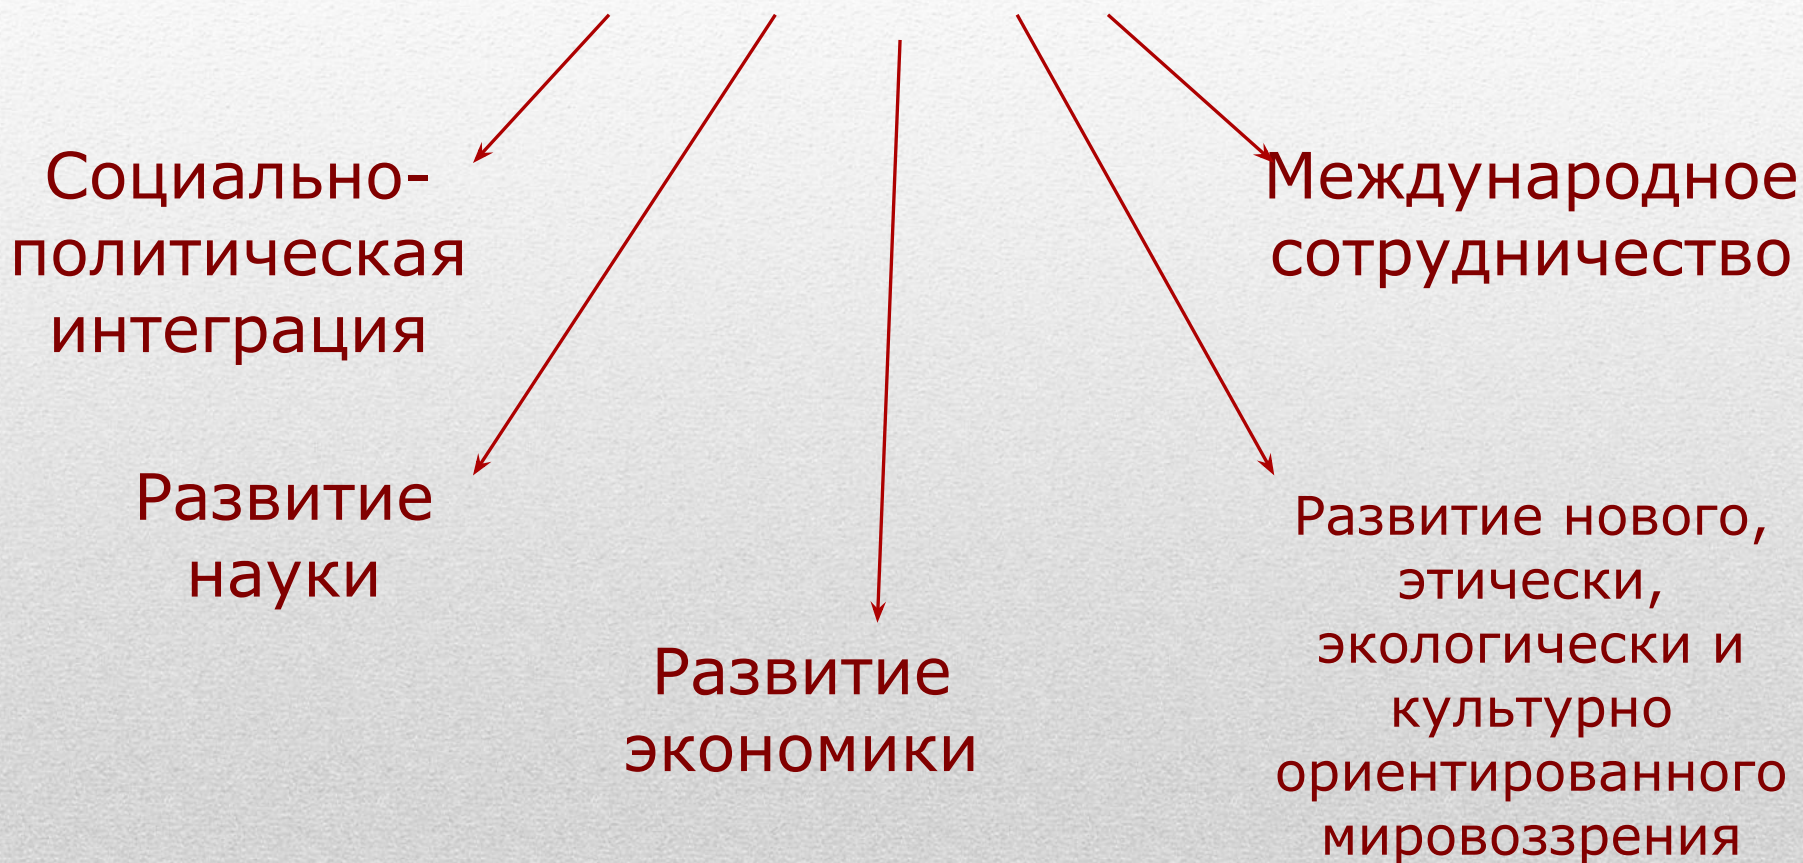 Социально-
политическая
интеграция
Международное
сотрудничество
Развитие
науки
Развитие
экономики
Развитие нового,
этически,
экологически и
культурно
ориентированного
мировоззрения